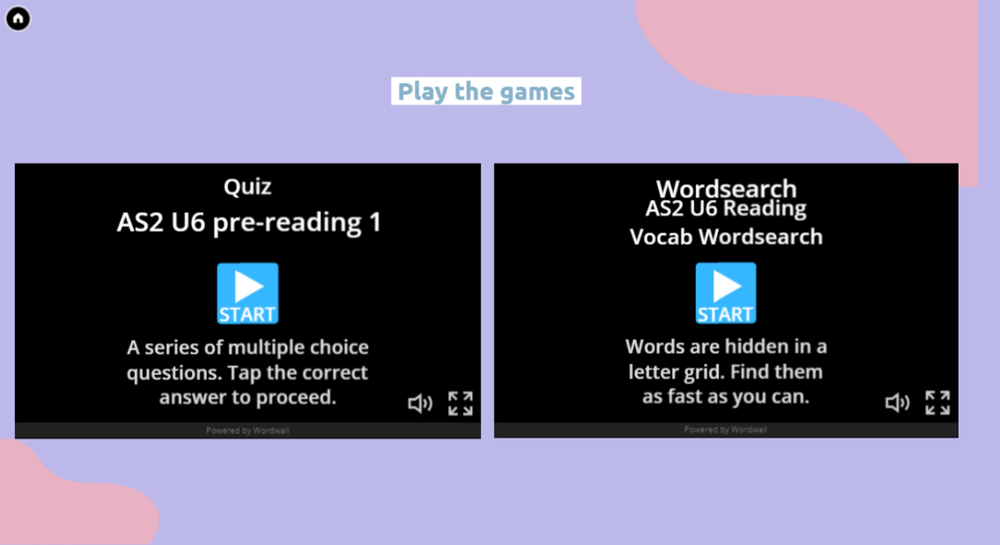 Play the games
Quiz
AS2 U6 pre-reading 1
START
A series of multiple choice
questions. Tap the correct
answer to proceed.
Powered by Wordwall
Wordsearch
AS2 U6 Reading
Vocab Wordsearch
START
Words are hidden in a
letter grid. Find them
as fast as you can.
Powered by Wordwall